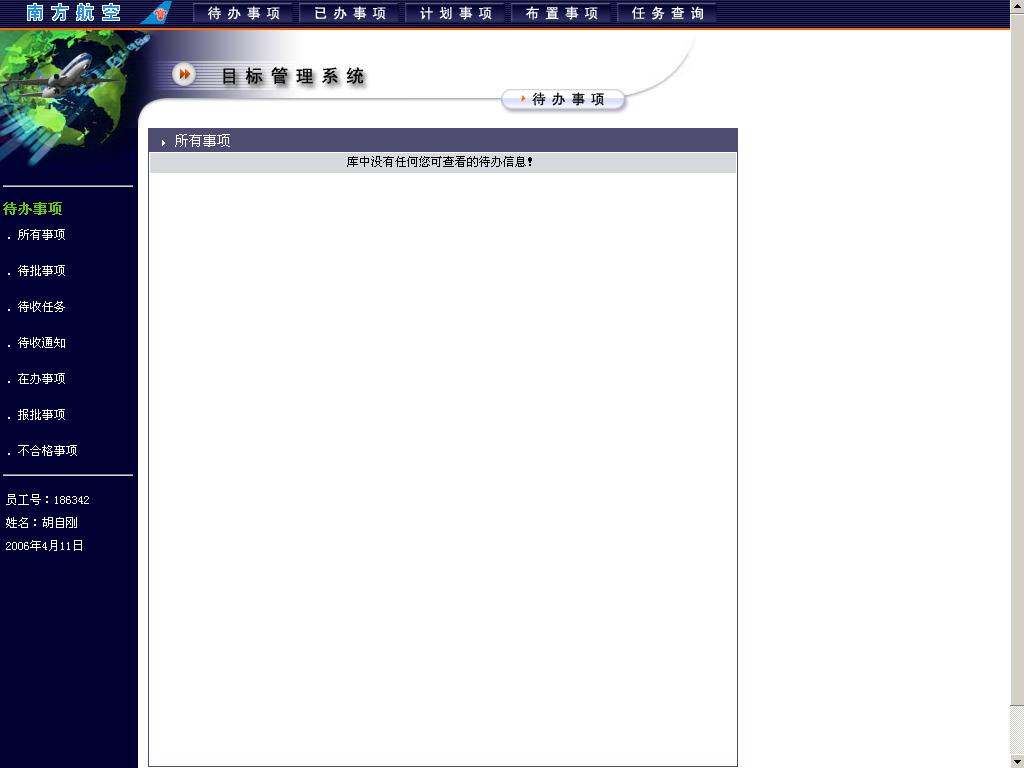 南方航空
待办事项 已办事项 计划事项 布置事项 任务查询
目标管理系统
待办事项
所有事项
库中没有任何您可查看的待办信息！
待办事项
．所有事项
．待批事项
．待收任务
．待收通知
．在办事项
．报批事项
．不合格事项
员工号：186342
姓名：胡自刚
2006年4月11日